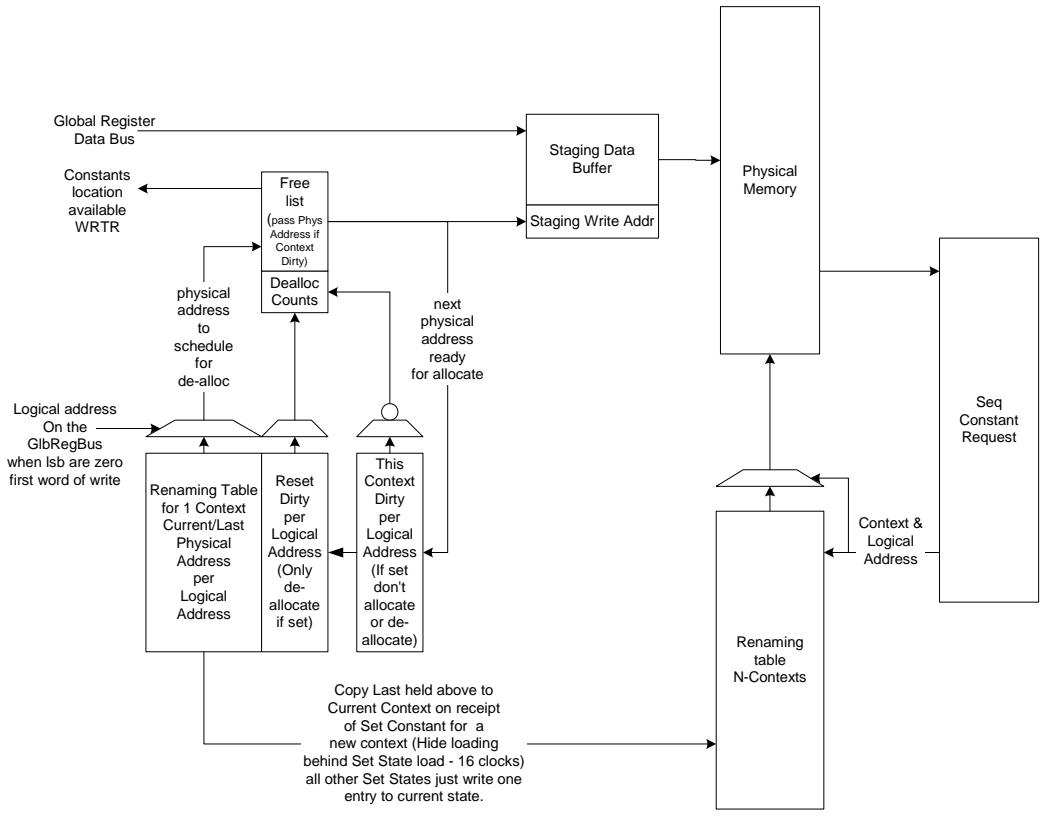 Global Register
Data Bus
Constants
location
available
WRTR
Free
list
(pass Phys
Address if
Context
Dirty)
Dealloc
Counts
Staging Data
Buffer
Staging Write Addr
Physical
Memory
physical
address
to
schedule
for
de-alloc
next
physical
address
ready
for allocate
Logical address
On the
GlbRegBus
when lsb are zero
first word of write
Renaming Table
for 1 Context
Current/Last
Physical
Address
per
Logical
Address
Reset
Dirty
per
Logical
Address
(Only
de-
allocate
if set)
This
Context
Dirty
per
Logical
Address
(If set
don't
allocate
or de-
allocate)
Seq
Constant
Request
Context &
Logical
Address
Renaming
table
N-Contexts
Copy Last held above to
Current Context on receipt
of Set Constant for a
new context (Hide loading
behind Set State load - 16 clocks)
all other Set States just write one
entry to current state.